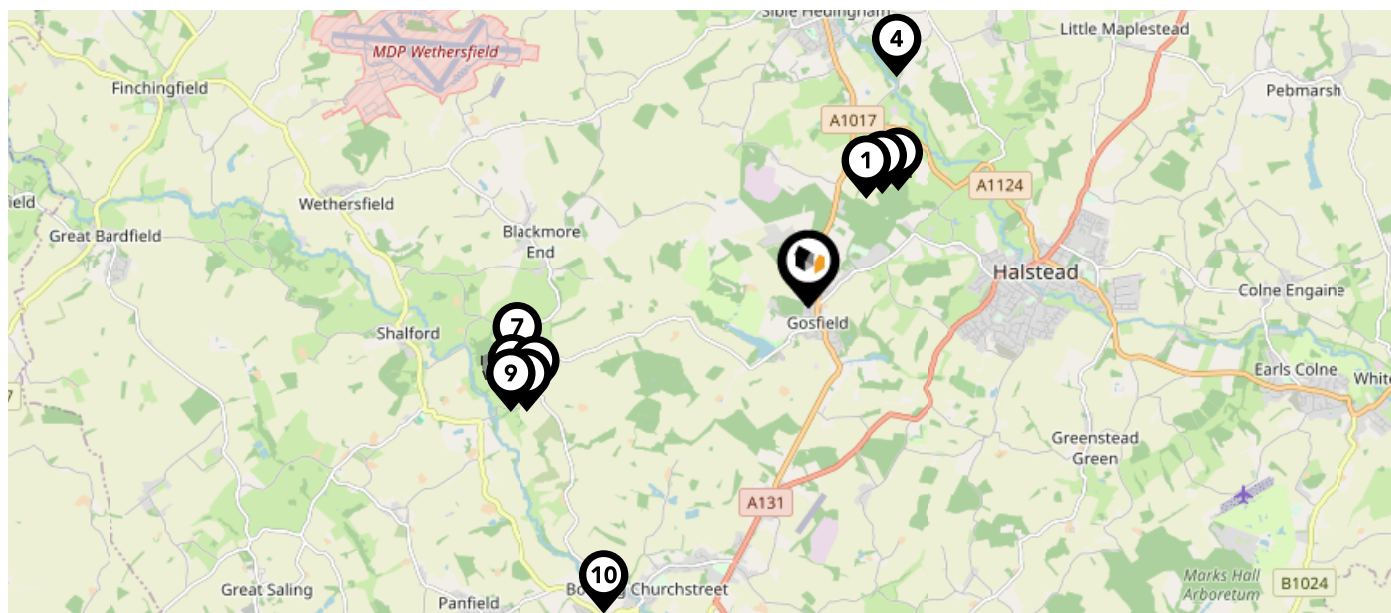 Sible Hedingham
Little Maplestead
4
MDP Wethersfield
Finchingfield
Pebmarsh
A1017
1
A1124
Wethersfield
Great Bardfield
Blackmore
End
Halstead
Colne Engaine
7
Gosfield
Shalford
9
Earls Colne
Greenstead
Green
A131
10
Churchstreet
Great Saling
Panfield
Marks Hall
Arboretum
B1024